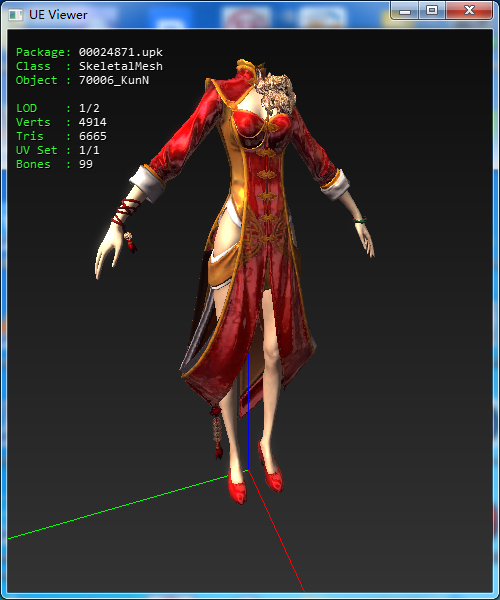 UE Viewer
Package: 00024871.upk
Class  : SkeletalMesh
Object : 70006_KunN
LOD    : 1/2
Verts  : 4914
Tris   : 6665
UV Set : 1/1
Bones  : 99